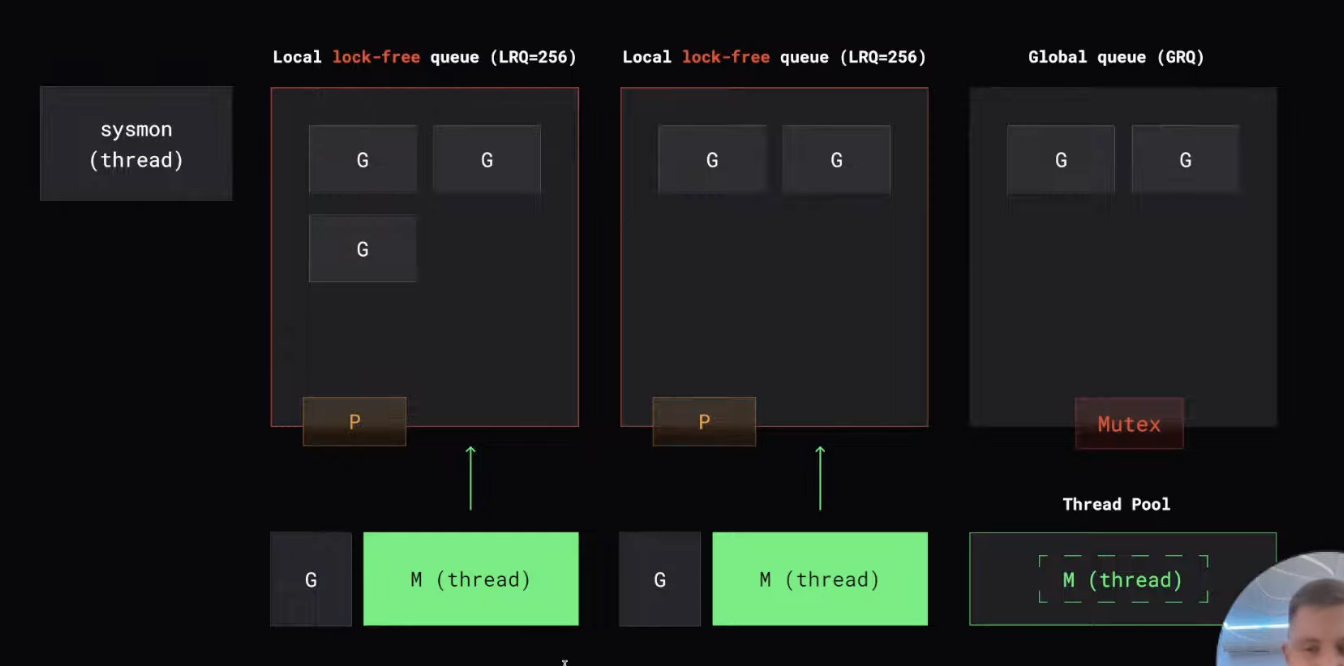 Local lock-free queue (LRQ=256)
Local lock-free queue (LRQ=256)
Global queue (GRQ)
sysmon
(thread)
G
G
G
G
G
G
G
P
P
Mutex
Thread Pool
G
M (thread)
G
M (thread)
M (thread)